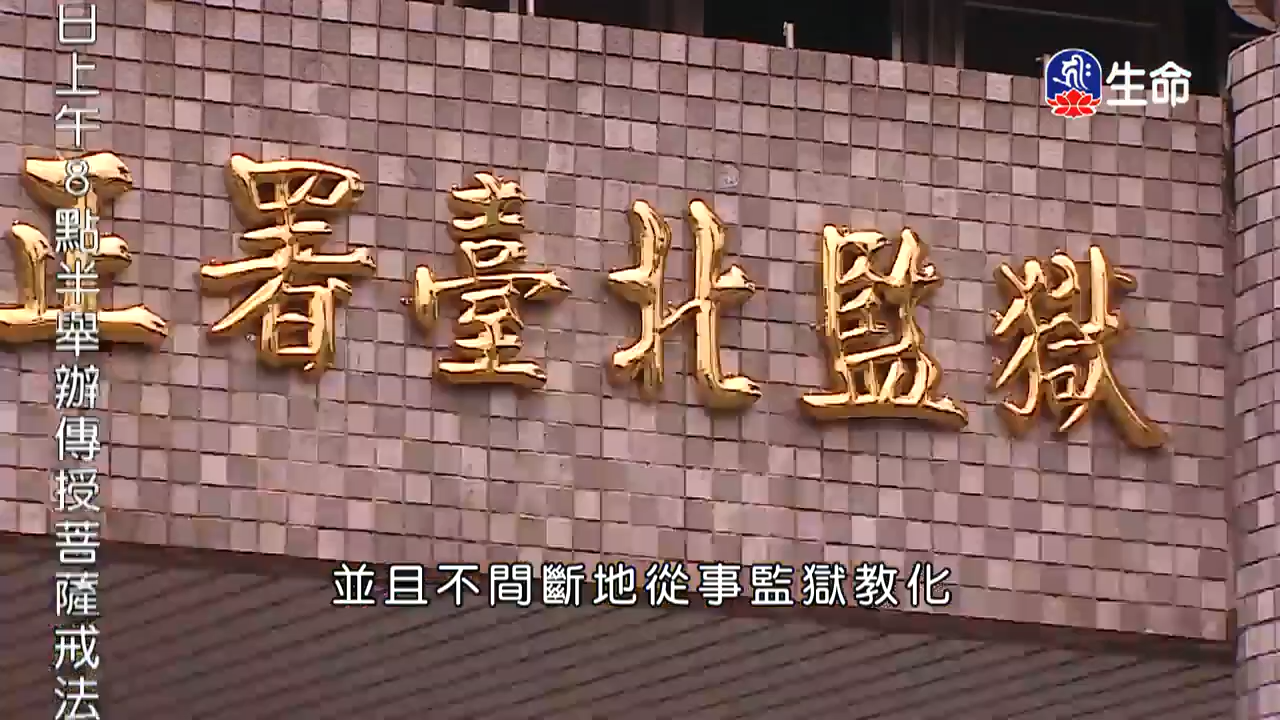 生命
日上午8點半舉辦傳授菩薩戒法
正署臺北監獄
並且不間斷地從事監獄教化